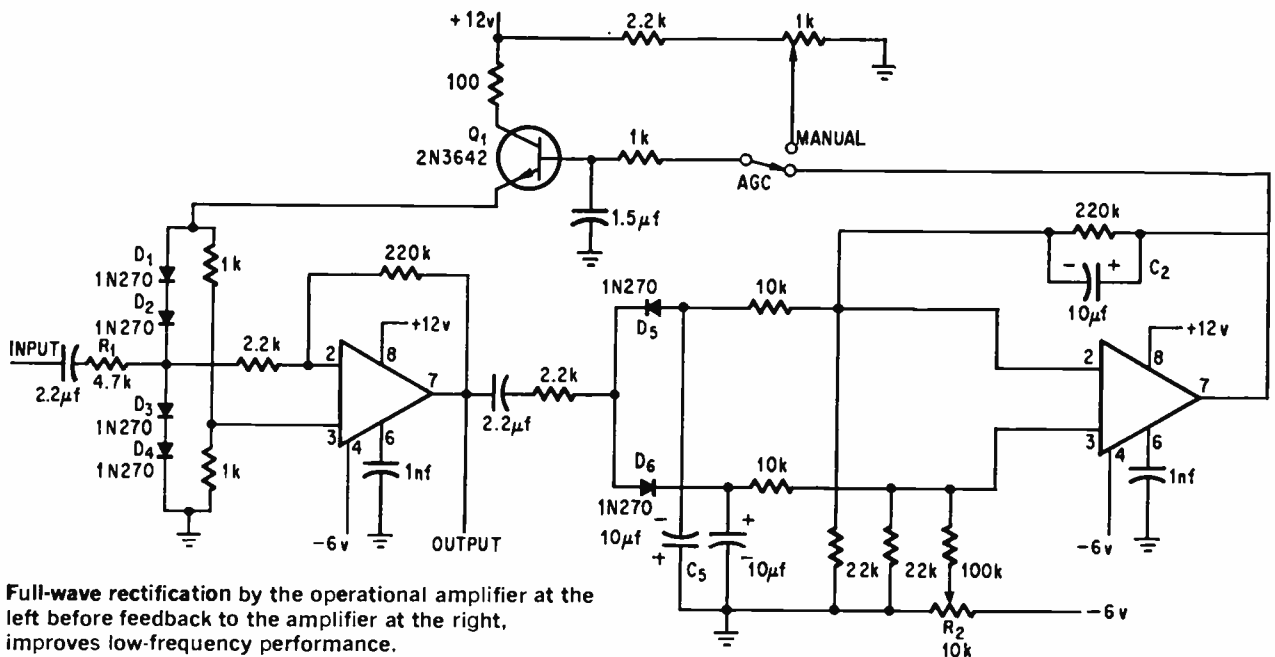 +12v
2.2k
1k
100
Q1
2N3642
1k
MANUAL
AGC
1.5μf
220k
- +
C2
10μf
D1
1N270
1k
D2
1N270
220k
INPUT
R1
2.2μf
4.7k
2.2k
2
8
+12v
7
3
4
6
D3
1N270
D4
1N270
1k
1nf
-6v
OUTPUT
2.2μf
2.2k
1N270
D5
10k
D6
1N270
10k
10μf
-
+
C5
+
-
10μf
22k
22k
100k
R2
10k
-6v
2
8
+12v
7
3
4
6
1nf
-6v
Full-wave rectification by the operational amplifier at the
left before feedback to the amplifier at the right,
improves low-frequency performance.